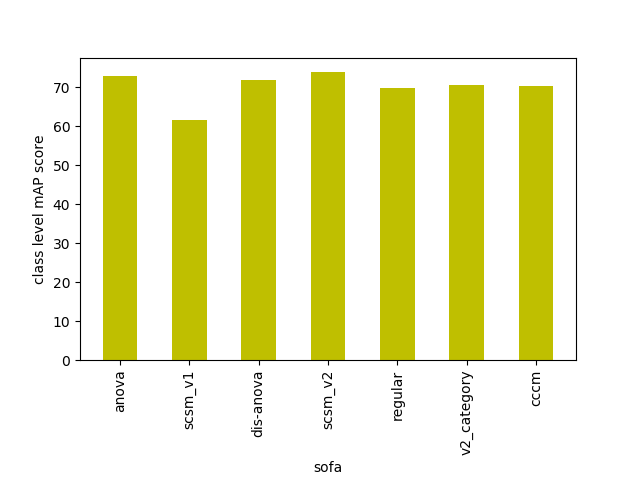 class level mAP score
70
60
50
40
30
20
10
0
anova
scsm_v1
dis-anova
scsm_v2
regular
v2_category
cccm
sofa